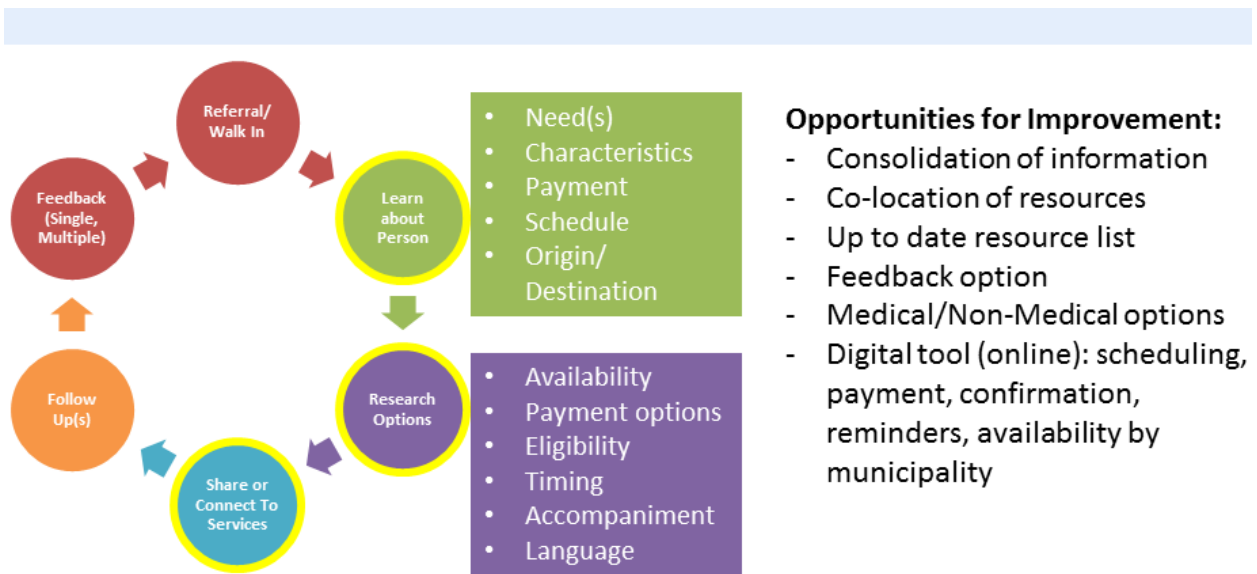 Referral/
Walk In
Learn
about
Person
Research
Options
Share or
Connect To
Services
Follow
Up(s)
Feedback
(Single,
Multiple)
• Need(s)
• Characteristics
• Payment
• Schedule
• Origin/
Destination
• Availability
• Payment options
• Eligibility
• Timing
• Accompaniment
• Language
Opportunities for Improvement:
- Consolidation of information
- Co-location of resources
- Up to date resource list
- Feedback option
- Medical/Non-Medical options
- Digital tool (online): scheduling,
payment, confirmation,
reminders, availability by
municipality